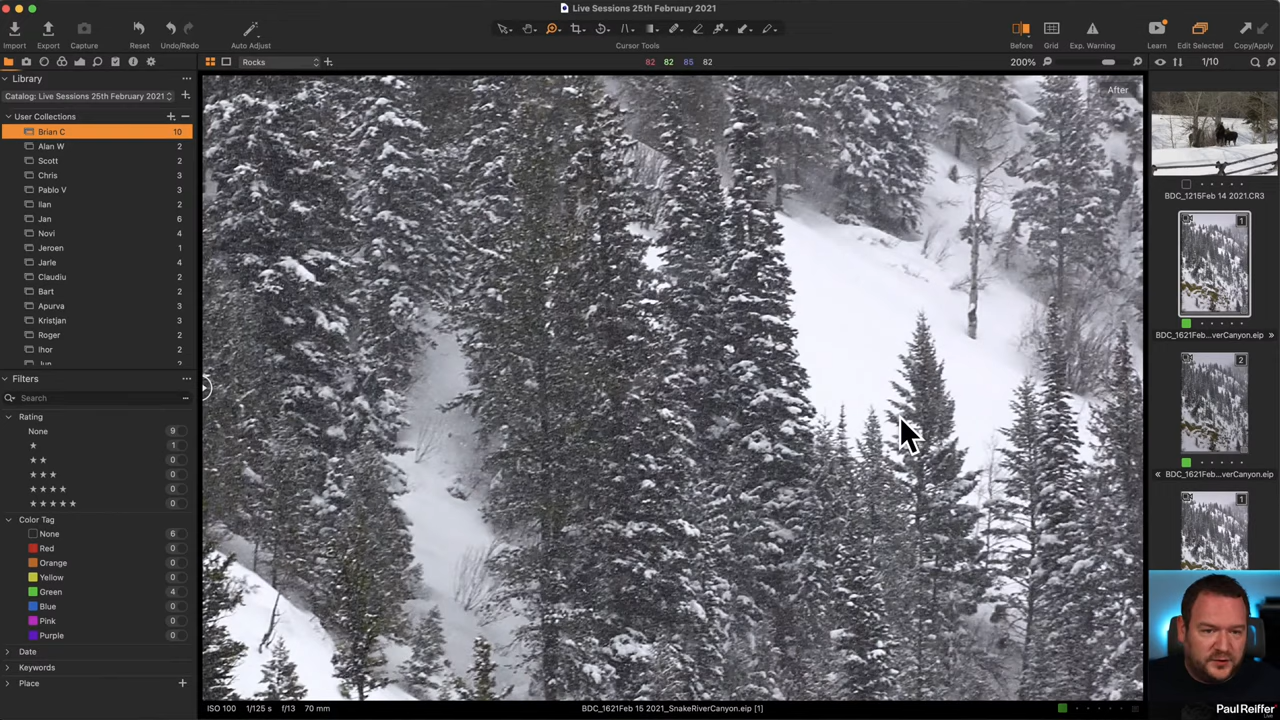 Live Sessions 25th February 2021
Import
Export
Capture
Reset
Undo/Redo
Auto Adjust
Cursor Tools
Before
Grid
Exp. Warning
Learn
Edit Selected
Copy/Apply
Rocks
82 82 85 82
200%
1/10
Library
Catalog: Live Sessions 25th February 2021
User Collections
Brian C 10
Alan W 2
Scott 2
Chris 3
Pablo V 3
Ilan 2
Jan 6
Novi 4
Jeroen 1
Jarle 4
Claudiu 2
Bart 2
Apurva 3
Kristjan 3
Roger 2
Ihor 2
Filters
Search
Rating
None 9
1
0
0
0
0
Color Tag
None 6
Red 0
Orange 0
Yellow 0
Green 4
Blue 0
Pink 0
Purple 0
Date
Keywords
Place
After
BDC_1215Feb 14 2021.CR3
1
BDC_1621Feb...verCanyon.eip
2
BDC_1621Feb...verCanyon.eip
1
ISO 100 1/125 s f/13 70 mm
BDC_1621Feb 15 2021_SnakeRiverCanyon.eip [1]
Paul Reiffer
Live